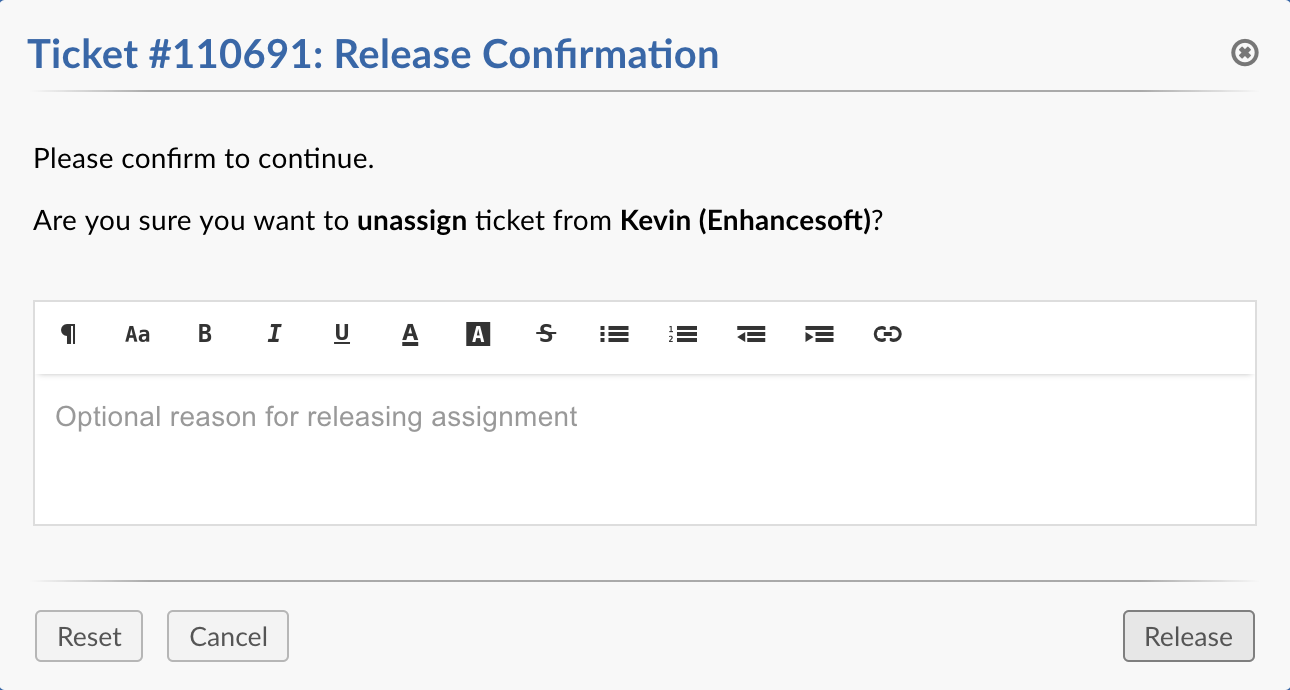 Ticket #110691: Release Confirmation
Please confirm to continue.
Are you sure you want to unassign ticket from Kevin (Enhancesoft)?
¶ Aa B I U A A S
Optional reason for releasing assignment
Reset Cancel Release